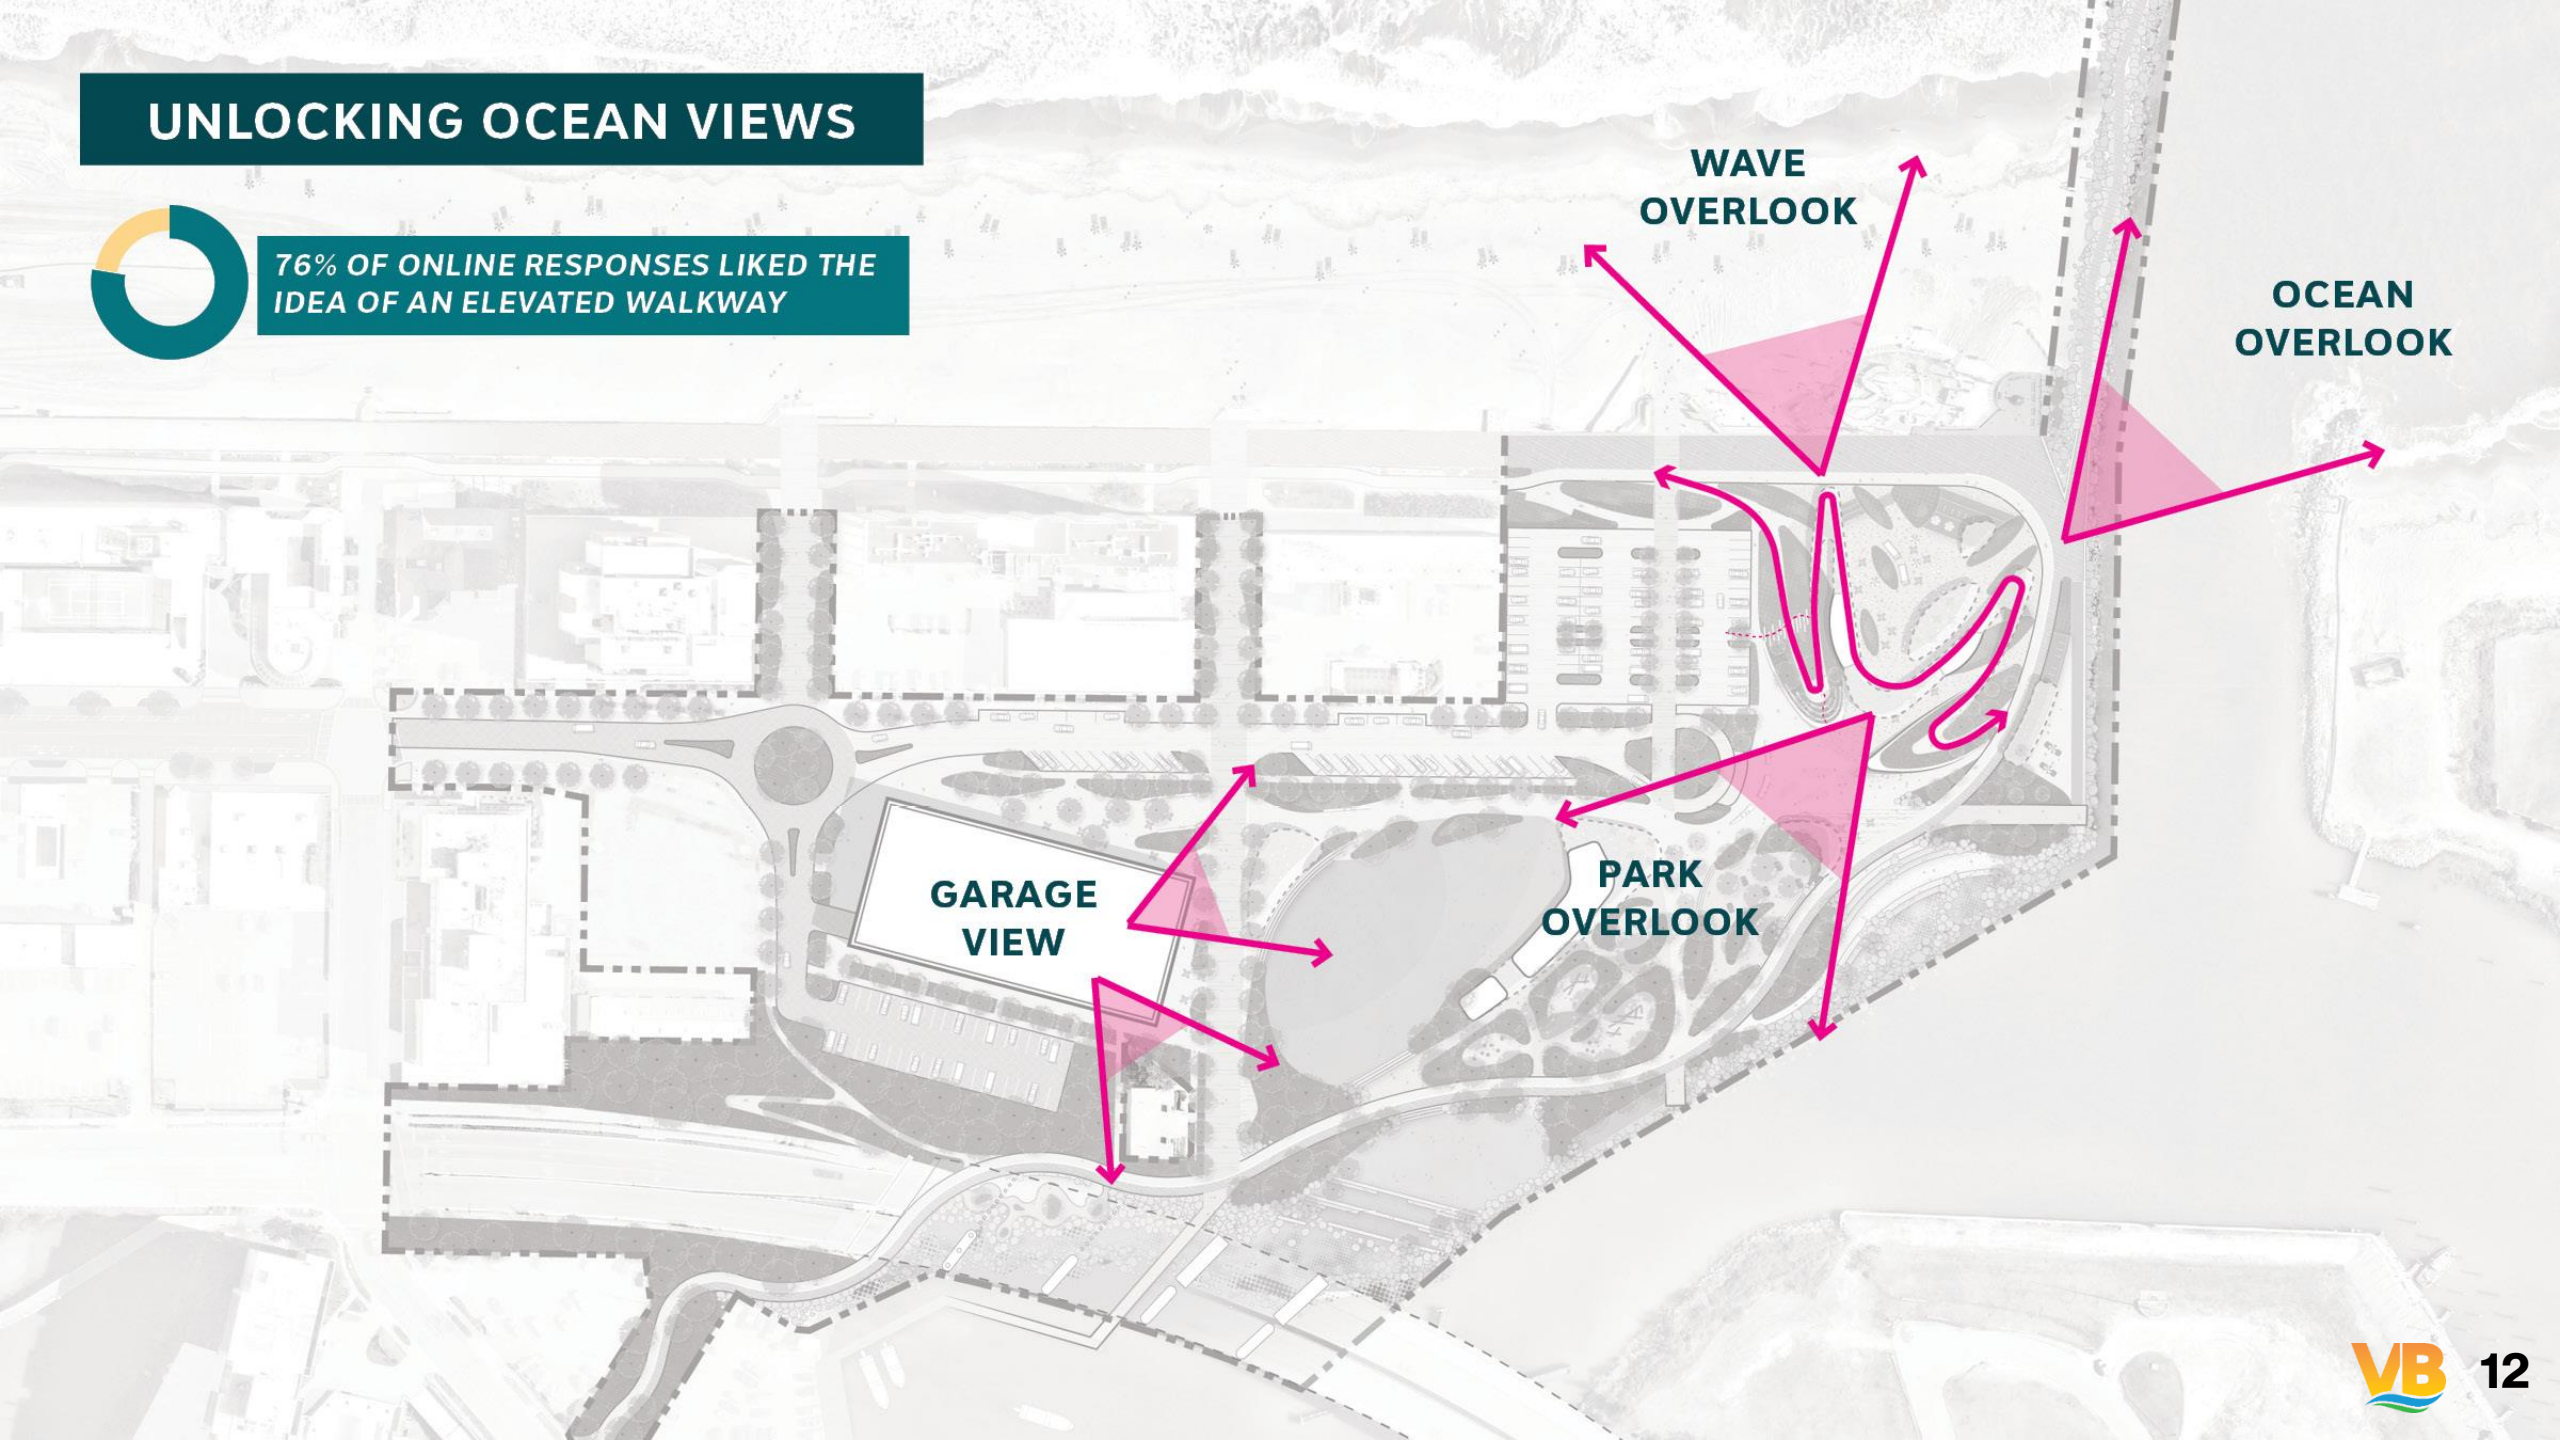 UNLOCKING OCEAN VIEWS
76% OF ONLINE RESPONSES LIKED THE
IDEA OF AN ELEVATED WALKWAY
WAVE
OVERLOOK
OCEAN
OVERLOOK
GARAGE
VIEW
PARK
OVERLOOK
VB
12